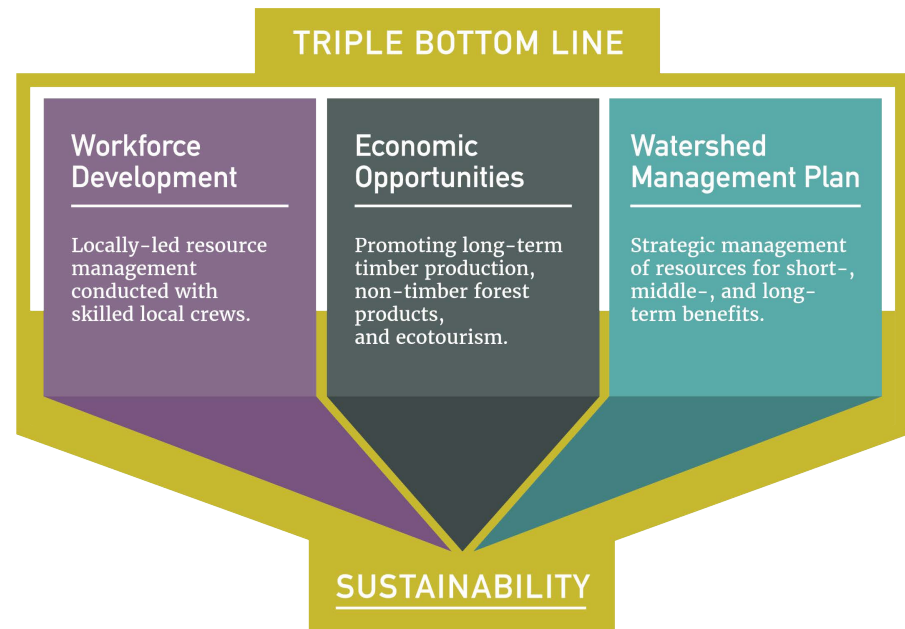 TRIPLE BOTTOM LINE
Workforce
Development
Locally-led resource
management
conducted with
skilled local crews.
Economic
Opportunities
Promoting long-term
timber production,
non-timber forest
products,
and ecotourism.
Watershed
Management Plan
Strategic management
of resources for short-,
middle-, and long-
term benefits.
SUSTAINABILITY